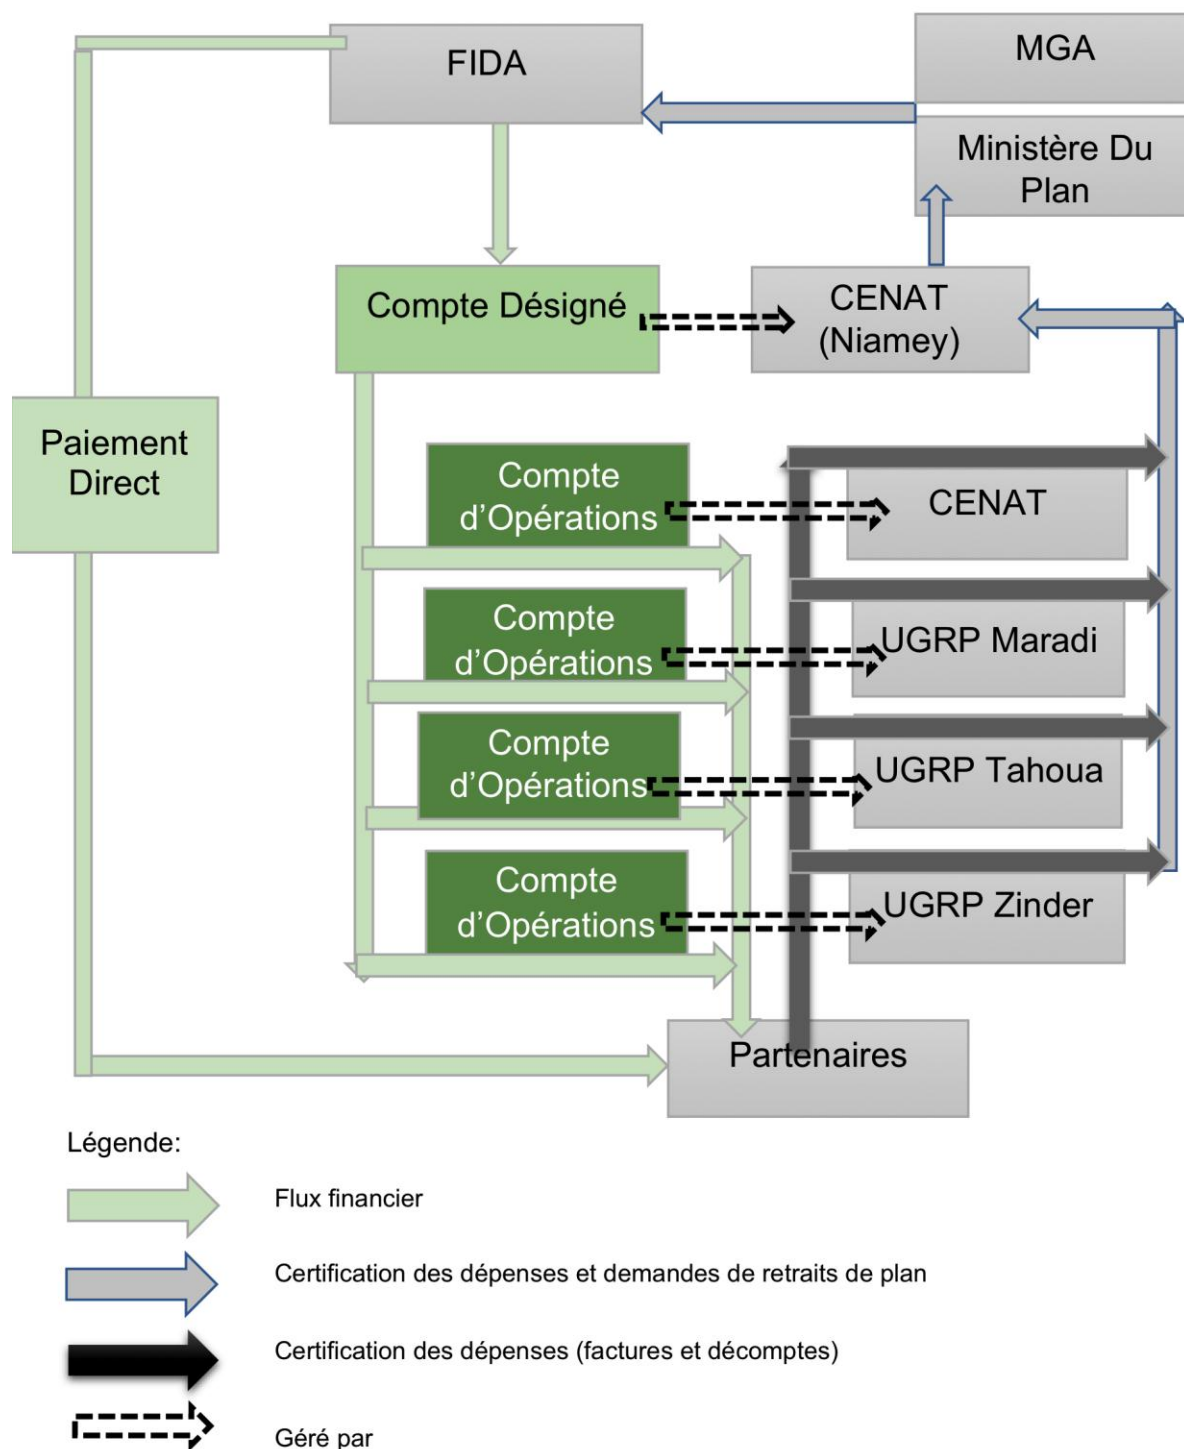 FIDA
MGA
Ministère Du
Plan
Compte Désigné
CENAT
(Niamey)
Paiement
Direct
Compte
d’Opérations
CENAT
Compte
d’Opérations
UGRP Maradi
Compte
d’Opérations
UGRP Tahoua
Compte
d’Opérations
UGRP Zinder
Partenaires
Légende:
Flux financier
Certification des dépenses et demandes de retraits de plan
Certification des dépenses (factures et décomptes)
Géré par